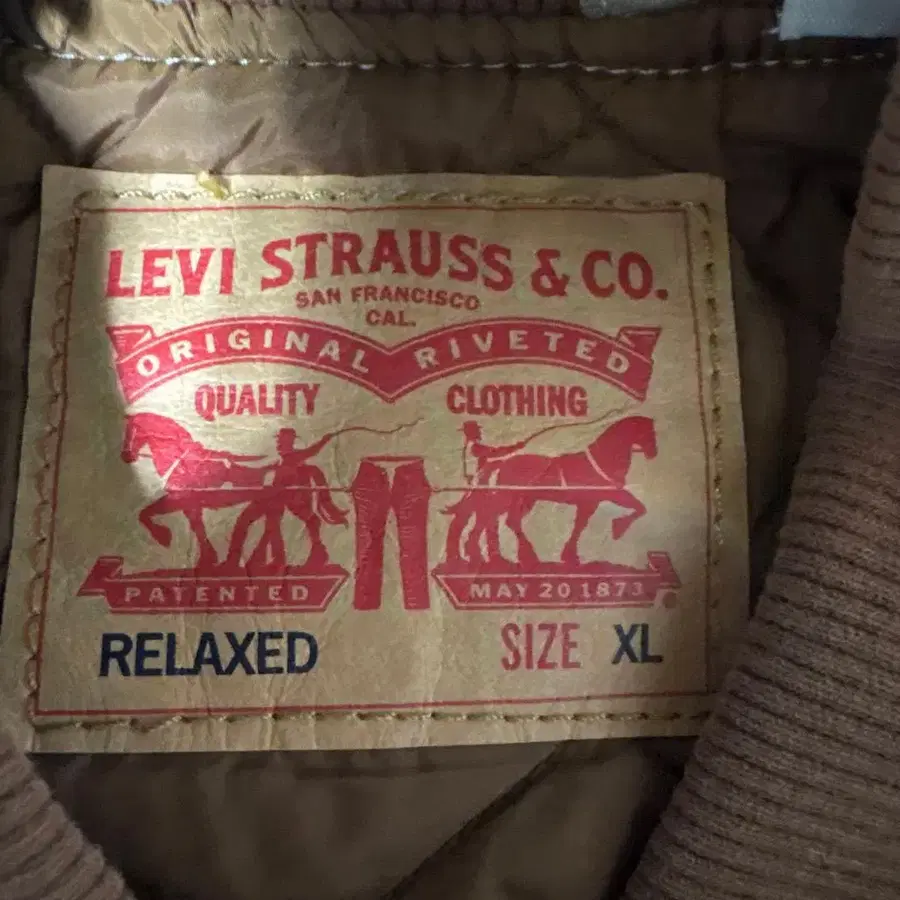 LEVI STRAUSS & CO.
SAN FRANCISCO
CAL.
ORIGINAL RIVETED
QUALITY CLOTHING
PATENTED MAY 20 1873
RELAXED SIZE XL